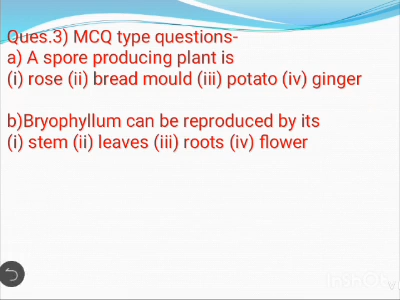 Ques.3) MCQ type questions-
a) A spore producing plant is
(i) rose (ii) bread mould (iii) potato (iv) ginger
b)Bryophyllum can be reproduced by its
(i) stem (ii) leaves (iii) roots (iv) flower